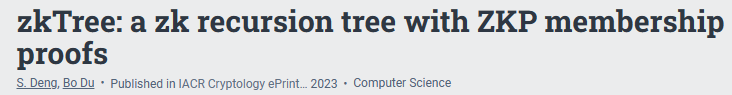 zkTree: a zk recursion tree with ZKP membership
proofs
S. Deng, Bo Du • Published in IACR Cryptology ePrint… 2023 • Computer Science